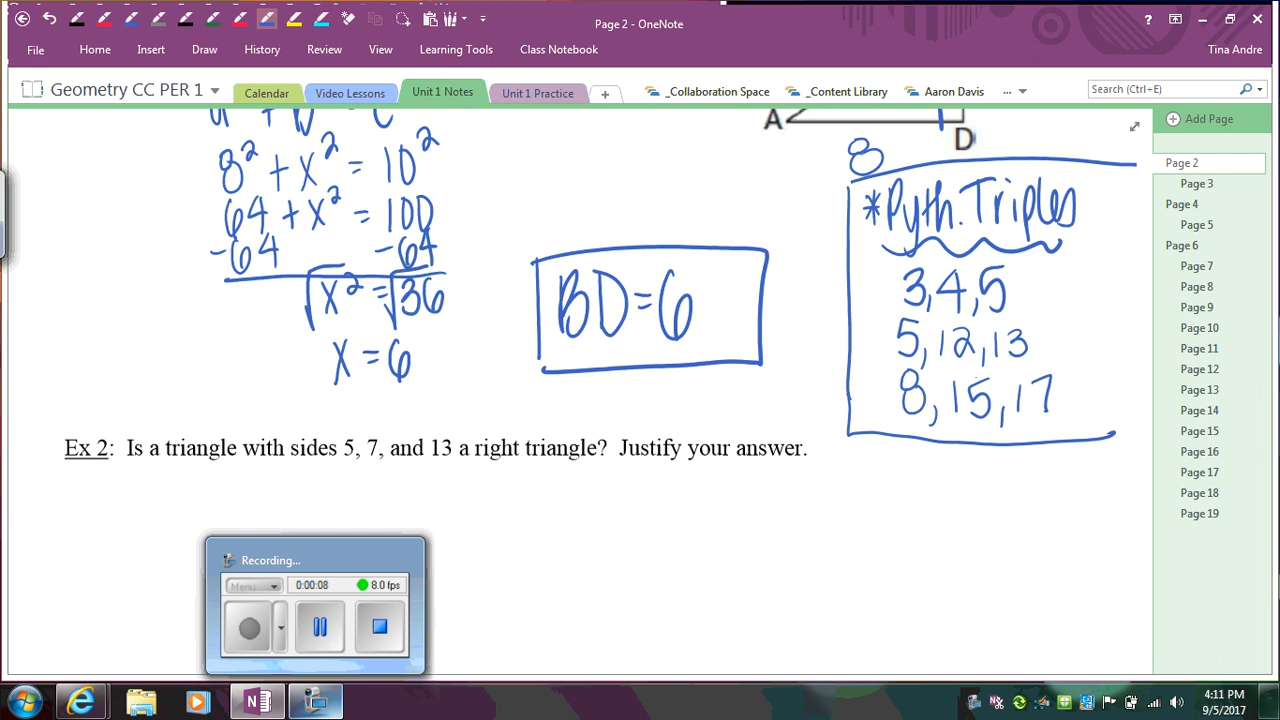 Page 2 - OneNote
?
File Home Insert Draw History Review View Learning Tools Class Notebook
Tina Andre
Geometry CC PER 1
Calendar Video Lessons Unit 1 Notes Unit 1 Practice +
_Collaboration Space _Content Library Aaron Davis ...
Search (Ctrl+E)
Add Page
Page 2
Page 3
Page 4
Page 5
Page 6
Page 7
Page 8
Page 9
Page 10
Page 11
Page 12
Page 13
Page 14
Page 15
Page 16
Page 17
Page 18
Page 19
A
D
8
8² + x² = 10²
64 + x² = 100
-64 -64
√x² = √36
x = 6
BD = 6
*Pyth. Triples
3, 4, 5
5, 12, 13
8, 15, 17
Ex 2: Is a triangle with sides 5, 7, and 13 a right triangle? Justify your answer.
Recording...
Menu 0:00:08 8.0 fps
4:11 PM
9/5/2017